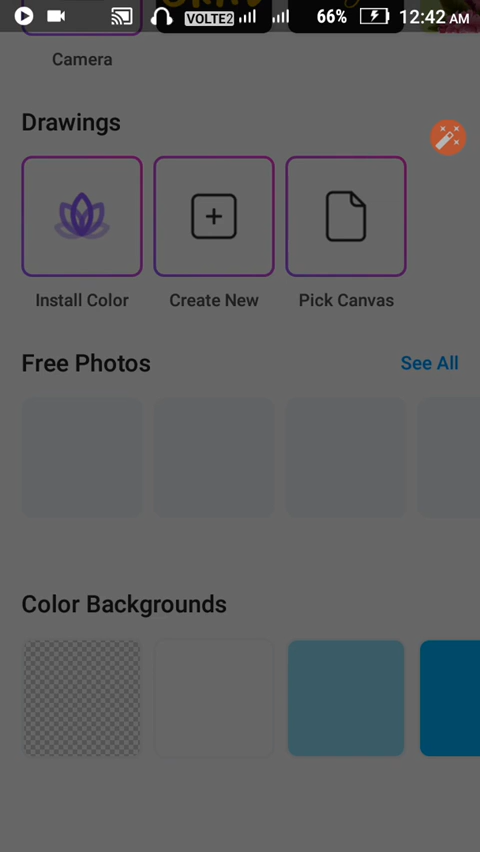 VOLTE2 66% 12:42 AM
Camera
Drawings
Install Color Create New Pick Canvas
Free Photos See All
Color Backgrounds